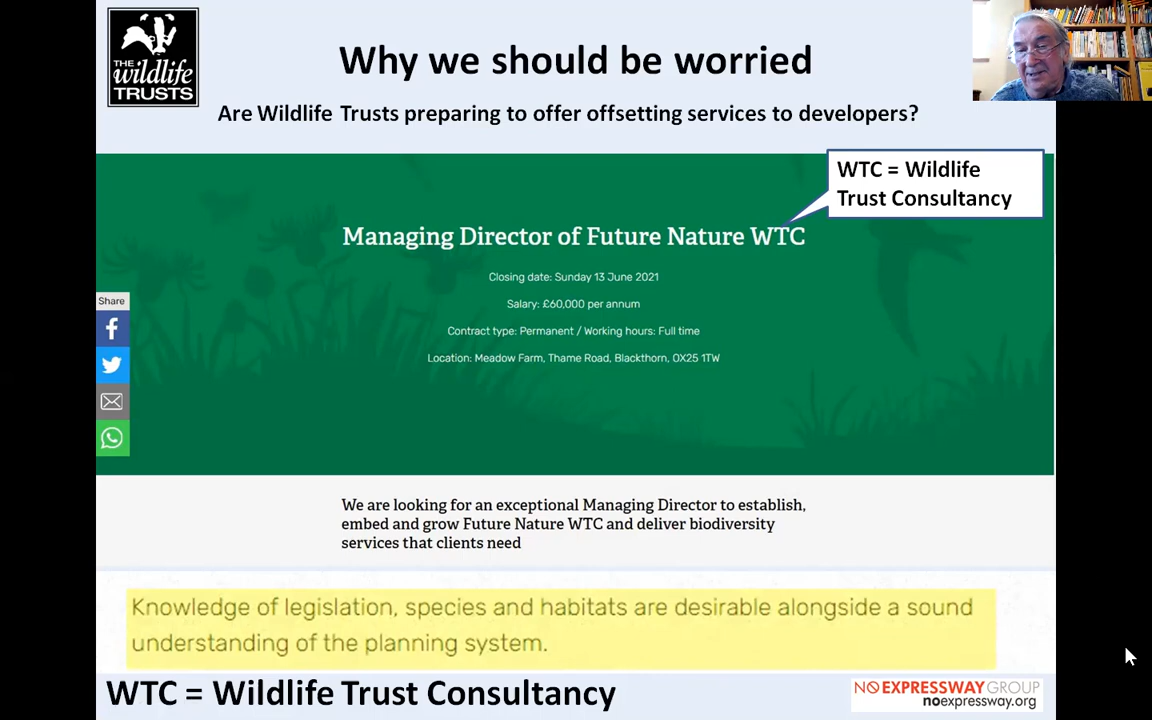 THE
wildlife
TRUSTS
Why we should be worried
Are Wildlife Trusts preparing to offer offsetting services to developers?
WTC = Wildlife
Trust Consultancy
Managing Director of Future Nature WTC
Closing date: Sunday 13 June 2021
Salary: £60,000 per annum
Contract type: Permanent / Working hours: Full time
Location: Meadow Farm, Thame Road, Blackthorn, OX25 1TW
Share
We are looking for an exceptional Managing Director to establish,
embed and grow Future Nature WTC and deliver biodiversity
services that clients need
Knowledge of legislation, species and habitats are desirable alongside a sound
understanding of the planning system.
WTC = Wildlife Trust Consultancy
NO EXPRESSWAY GROUP
noexpressway.org